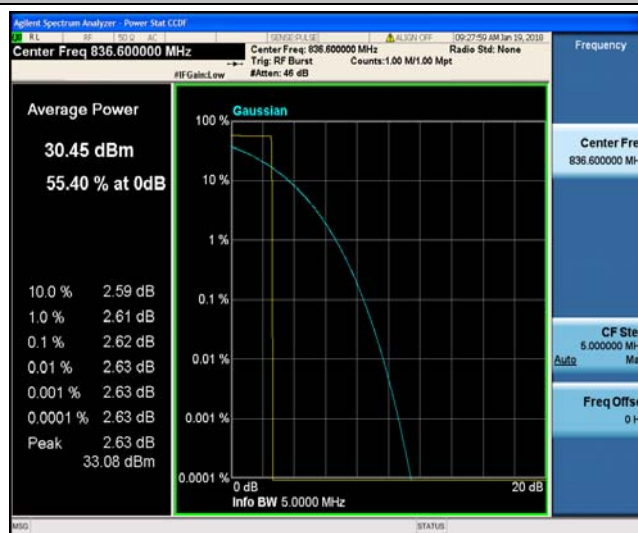 Agilent Spectrum Analyzer - Power Stat CCDF
RL RF 50 Ω AC SENSE:PULSE ALIGN OFF 09:27:59 AM Jan 19, 2018
Center Freq 836.600000 MHz
Center Freq: 836.600000 MHz Radio Std: None
Trig: RF Burst Counts:1.00 M/1.00 Mpt
#IFGain:Low #Atten: 46 dB
Frequency
Average Power
30.45 dBm
55.40 % at 0dB
10.0 % 2.59 dB
1.0 % 2.61 dB
0.1 % 2.62 dB
0.01 % 2.63 dB
0.001 % 2.63 dB
0.0001 % 2.63 dB
Peak 2.63 dB
33.08 dBm
Gaussian
100 %
10 %
1 %
0.1 %
0.01 %
0.001 %
0.0001 %
0 dB 20 dB
Info BW 5.0000 MHz
Center Fre
836.600000 MH
CF Ste
5.000000 MH
Auto Ma
Freq Offse
0 H
MSG STATUS